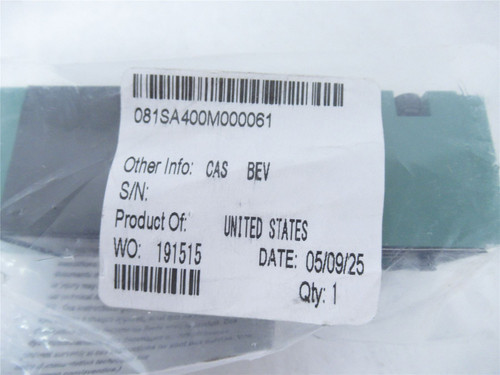 081SA400M000061
Other Info: CAS BEV
S/N:
Product Of: UNITED STATES
WO: 191515 DATE: 05/09/25
Qty: 1